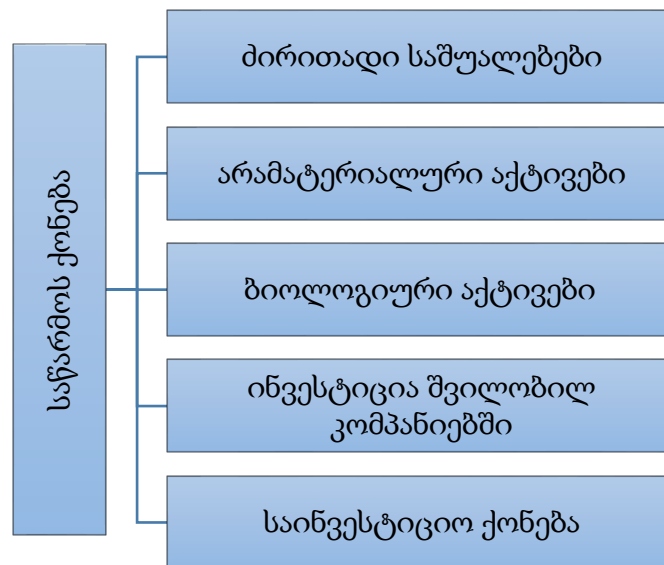 საწარმოს ქონება
ძირითადი საშუალებები
არამატერიალური აქტივები
ბიოლოგიური აქტივები
ინვესტიცია შვილობილ
კომპანიებში
საინვესტიციო ქონება